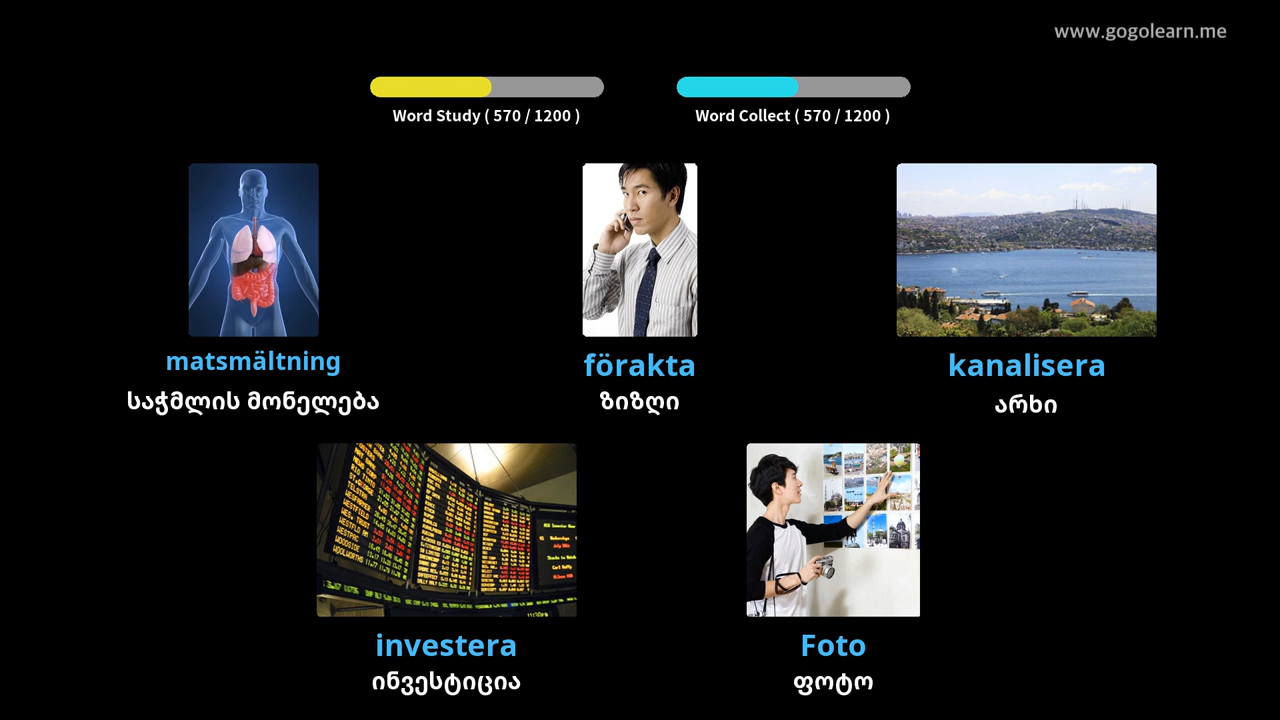 www.gogolearn.me
Word Study ( 570 / 1200 )
Word Collect ( 570 / 1200 )
matsmältning
საჭმლის მონელება
förakta
ზიზღი
kanalisera
არხი
investera
ინვესტიცია
Foto
ფოტო